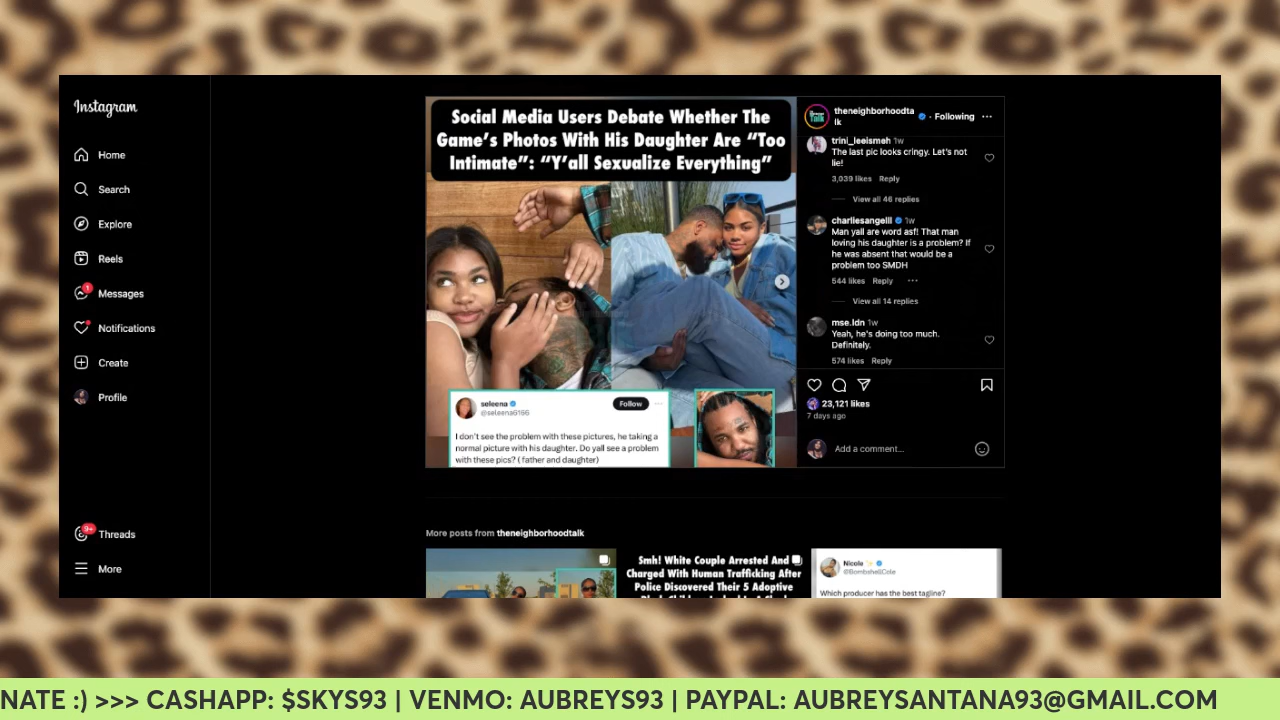 Instagram
Home
Search
Explore
Reels
1
Messages
Notifications
Create
Profile
9+
Threads
More
Social Media Users Debate Whether The
Game's Photos With His Daughter Are “Too
Intimate”: “Y'all Sexualize Everything”
seleena
@seleena6166
Follow
I don't see the problem with these pictures, he taking a
normal picture with his daughter. Do yall see a problem
with these pics? ( father and daughter)
theneighborhoodta
lk
• Following
trini_leeismeh 1w
The last pic looks cringy. Let's not
lie!
3,039 likes Reply
View all 46 replies
charliesangelll 1w
Man yall are word asf! That man
loving his daughter is a problem? If
he was absent that would be a
problem too SMDH
544 likes Reply
View all 14 replies
mse.ldn 1w
Yeah, he's doing too much.
Definitely.
574 likes Reply
23,121 likes
7 days ago
Add a comment...
More posts from theneighborhoodtalk
Smh! White Couple Arrested And
Charged With Human Trafficking After
Police Discovered Their 5 Adoptive
Nicole
@BombshellCole
Which producer has the best tagline?
NATE :) >>> CASHAPP: $SKYS93 | VENMO: AUBREYS93 | PAYPAL: AUBREYSANTANA93@GMAIL.COM